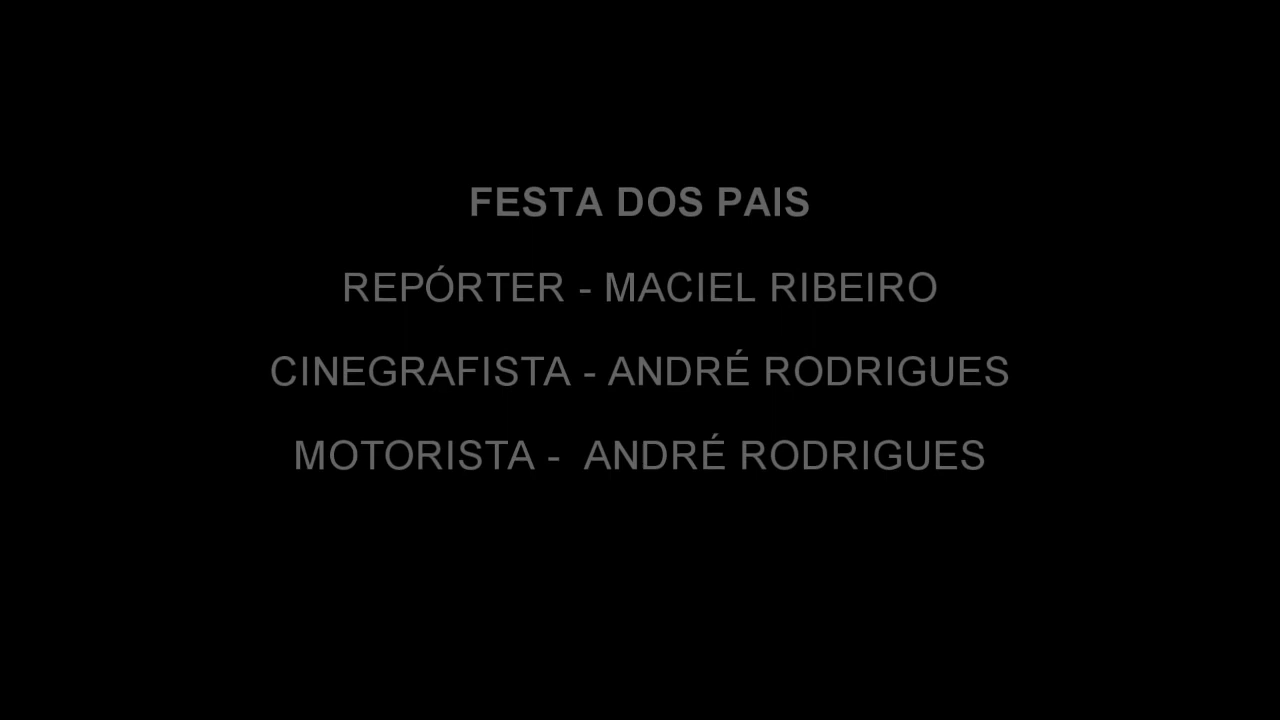 FESTA DOS PAIS
REPÓRTER - MACIEL RIBEIRO
CINEGRAFISTA - ANDRÉ RODRIGUES
MOTORISTA -  ANDRÉ RODRIGUES